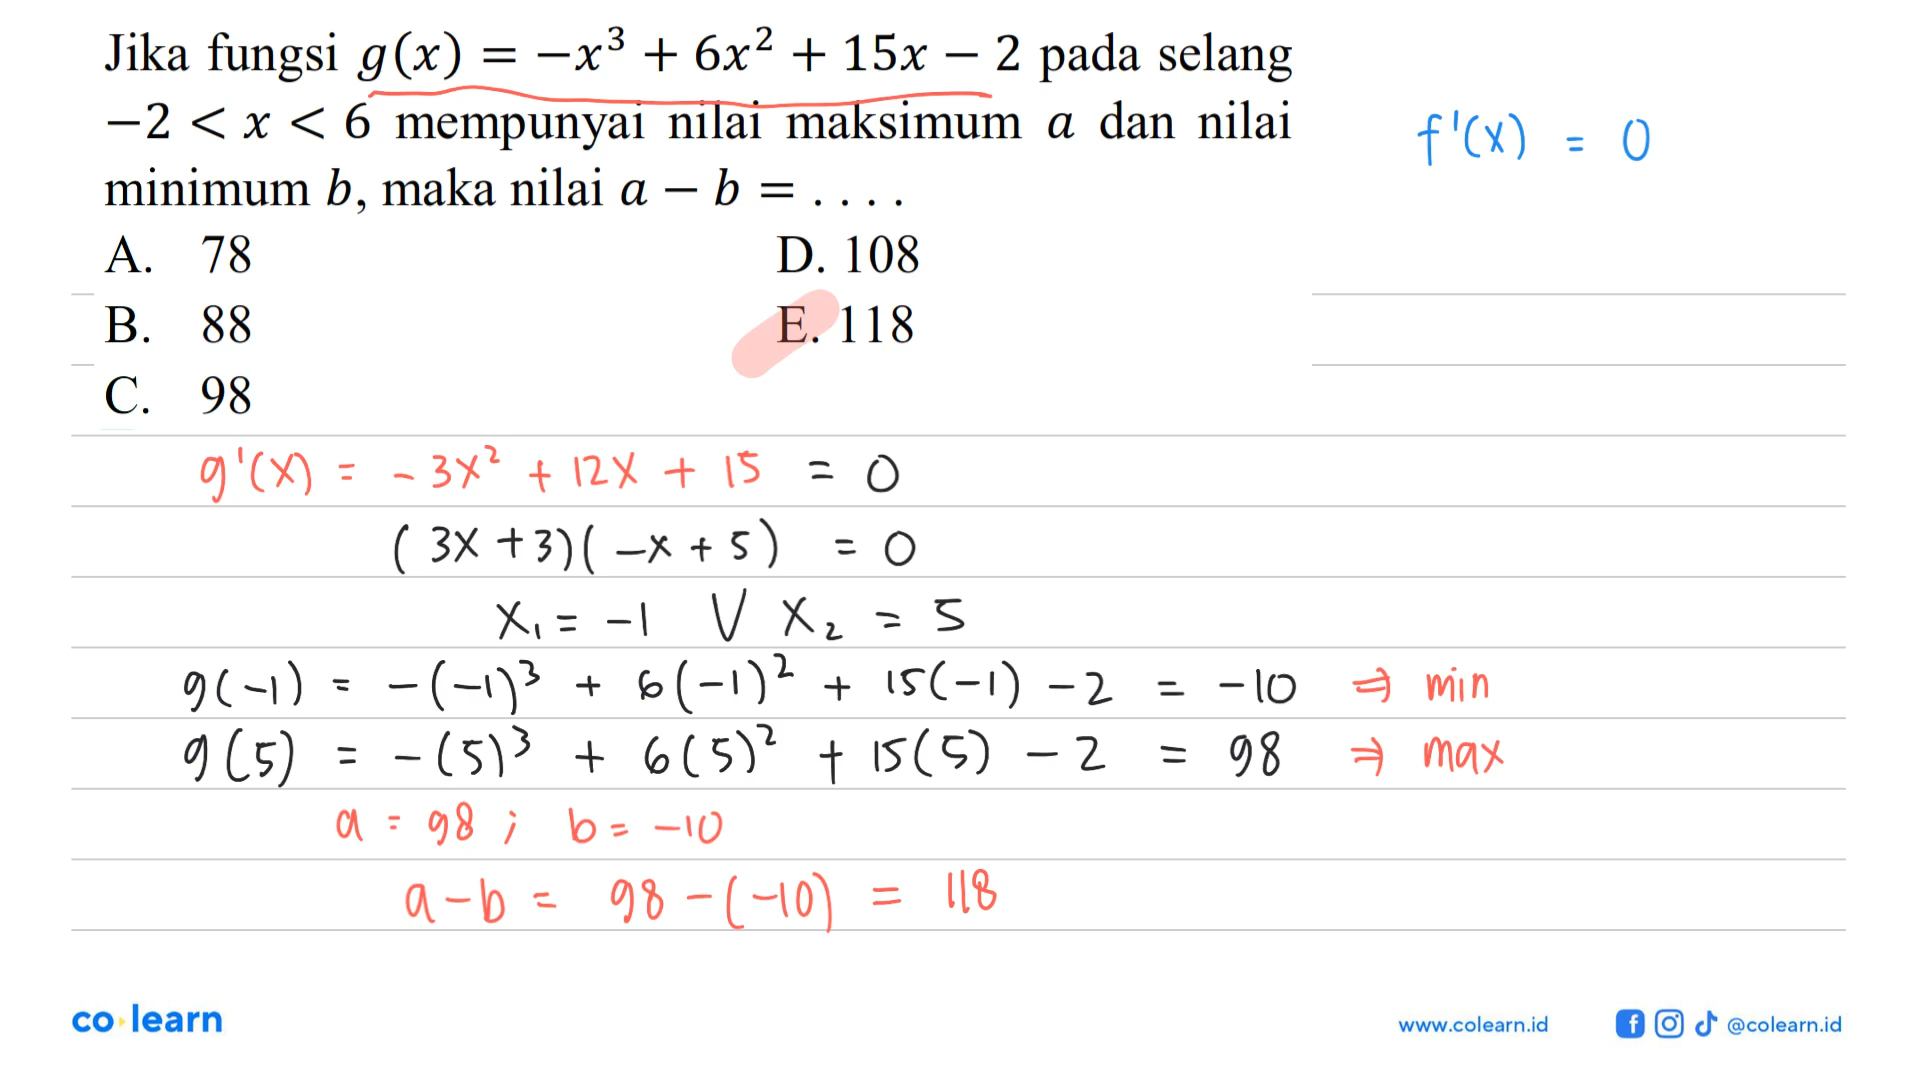 Jika fungsi g(x) = −x³ + 6x² + 15x − 2 pada selang
−2 < x < 6 mempunyai nilai maksimum a dan nilai
minimum b, maka nilai a − b = . . . .
f'(x) = 0
A. 78
D. 108
B. 88
E. 118
C. 98
g'(x) = -3x² + 12x + 15 = 0
(3x + 3)(-x + 5) = 0
x₁ = -1 V x₂ = 5
g(-1) = -(-1)³ + 6(-1)² + 15(-1) - 2 = -10 ⇒ min
g(5) = -(5)³ + 6(5)² + 15(5) - 2 = 98 ⇒ max
a = 98 ; b = -10
a - b = 98 - (-10) = 118
co learn
www.colearn.id
@colearn.id